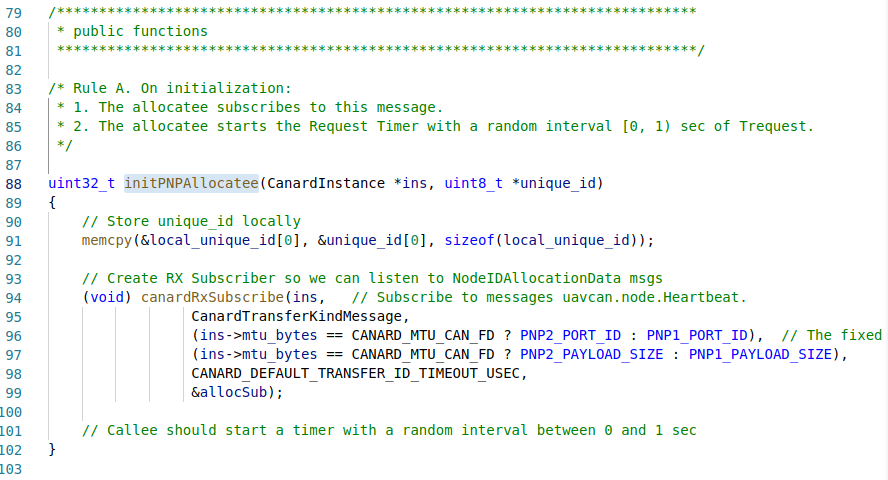 79 /****************************************************************************
80  * public functions
81  ****************************************************************************/
82
83 /* Rule A. On initialization:
84  * 1. The allocatee subscribes to this message.
85  * 2. The allocatee starts the Request Timer with a random interval [0, 1) sec of Trequest.
86  */
87
88 uint32_t initPNPAllocatee(CanardInstance *ins, uint8_t *unique_id)
89 {
90     // Store unique_id locally
91     memcpy(&local_unique_id[0], &unique_id[0], sizeof(local_unique_id));
92
93     // Create RX Subscriber so we can listen to NodeIDAllocationData msgs
94     (void) canardRxSubscribe(ins,   // Subscribe to messages uavcan.node.Heartbeat.
95                  CanardTransferKindMessage,
96                  (ins->mtu_bytes == CANARD_MTU_CAN_FD ? PNP2_PORT_ID : PNP1_PORT_ID),  // The fixed
97                  (ins->mtu_bytes == CANARD_MTU_CAN_FD ? PNP2_PAYLOAD_SIZE : PNP1_PAYLOAD_SIZE),
98                  CANARD_DEFAULT_TRANSFER_ID_TIMEOUT_USEC,
99                  &allocSub);
100
101     // Callee should start a timer with a random interval between 0 and 1 sec
102 }
103